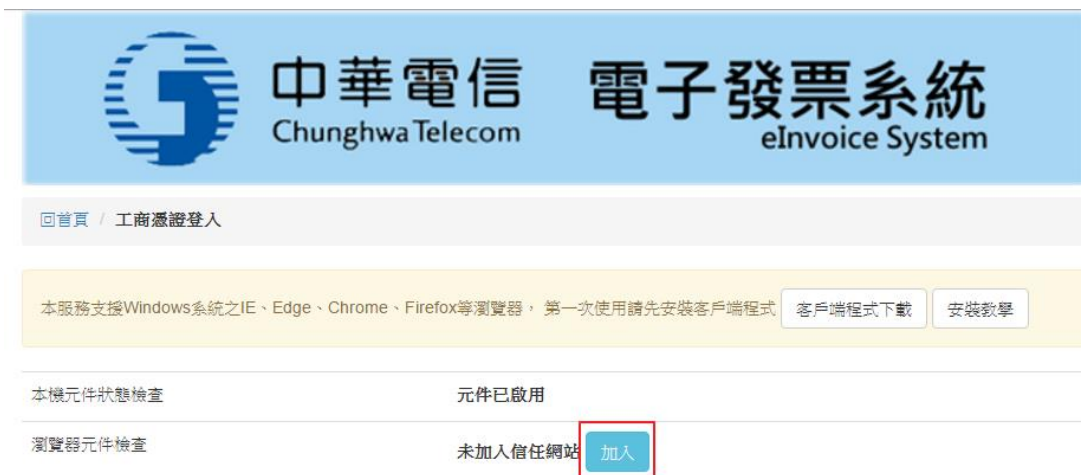 中華電信 電子發票系統
Chunghwa Telecom eInvoice System
回首頁 / 工商憑證登入
本服務支援Windows系統之IE、Edge、Chrome、Firefox等瀏覽器， 第一次使用請先安裝客戶端程式 客戶端程式下載 安裝教學
本機元件狀態檢查 元件已啟用
瀏覽器元件檢查 未加入信任網站 加入